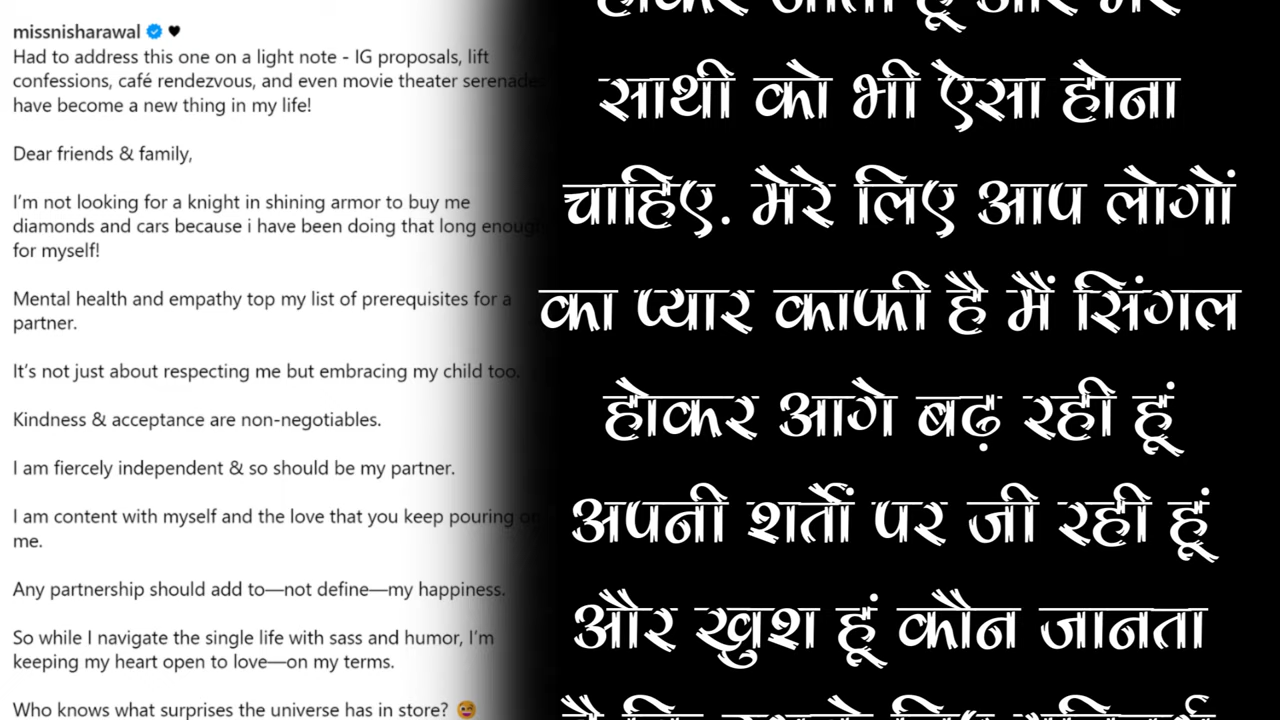 missnisharawal
Had to address this one on a light note - IG proposals, lift
confessions, café rendezvous, and even movie theater serenades
have become a new thing in my life!
Dear friends & family,
I'm not looking for a knight in shining armor to buy me
diamonds and cars because i have been doing that long enough
for myself!
Mental health and empathy top my list of prerequisites for a
partner.
It's not just about respecting me but embracing my child too.
Kindness & acceptance are non-negotiables.
I am fiercely independent & so should be my partner.
I am content with myself and the love that you keep pouring on
me.
Any partnership should add to—not define—my happiness.
So while I navigate the single life with sass and humor, I'm
keeping my heart open to love—on my terms.
Who knows what surprises the universe has in store? 😄
साथी को भी ऐसा होना
चाहिए. मेरे लिए आप लोगों
का प्यार काफी है मैं सिंगल
होकर आगे बढ़ रही हूं
अपनी शर्तों पर जी रही हूं
और खुश हूं कौन जानता